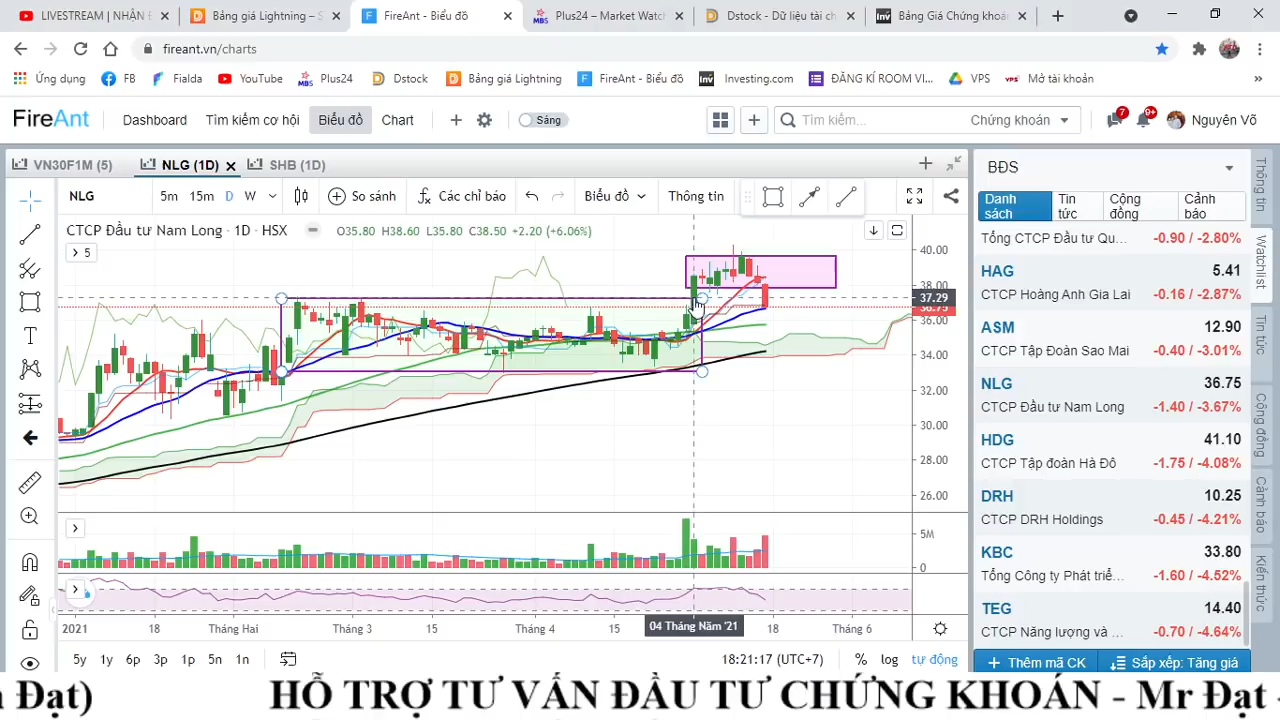 LIVESTREAM | NHẬN Đ
Bảng giá Lightning – S
FireAnt - Biểu đồ
Plus24 – Market Watch
Dstock - Dữ liệu tài ch
Bảng Giá Chứng khoán
fireant.vn/charts
Ứng dụng
FB
Fialda
YouTube
Plus24
Dstock
Bảng giá Lightning
FireAnt - Biểu đồ
Investing.com
ĐĂNG KÍ ROOM VI...
VPS
Mở tài khoản
FireAnt
Dashboard
Tìm kiếm cơ hội
Biểu đồ
Chart
Sáng
Tìm kiếm...
Chứng khoán
7
9+
Nguyên Võ
VN30F1M (5)
NLG (1D)
SHB (1D)
NLG
5m
15m
D
W
So sánh
Các chỉ báo
Biểu đồ
Thông tin
CTCP Đầu tư Nam Long · 1D · HSX
O35.80 H38.60 L35.80 C38.50 +2.20 (+6.06%)
5
40.00
38.00
37.29
36.75
36.00
34.00
32.00
30.00
28.00
26.00
5M
0
2021
18
Tháng Hai
Tháng 3
15
Tháng 4
15
04 Tháng Năm '21
18
Tháng 6
5y
1y
6p
3p
1p
5n
1n
18:21:17 (UTC+7)
%
log
tự động
BĐS
Danh sách
Tin tức
Cộng đồng
Cảnh báo
Tổng CTCP Đầu tư Qu... -0.90 / -2.80%
HAG 5.41
CTCP Hoàng Anh Gia Lai -0.16 / -2.87%
ASM 12.90
CTCP Tập Đoàn Sao Mai -0.40 / -3.01%
NLG 36.75
CTCP Đầu tư Nam Long -1.40 / -3.67%
HDG 41.10
CTCP Tập đoàn Hà Đô -1.75 / -4.08%
DRH 10.25
CTCP DRH Holdings -0.45 / -4.21%
KBC 33.80
Tổng Công ty Phát triể... -1.60 / -4.52%
TEG 14.40
CTCP Năng lượng và ... -0.70 / -4.64%
Thêm mã CK
Sắp xếp: Tăng giá
Thông tin
Watchlist
Tin tức
Cộng đồng
Cảnh báo
Kiến thức
n Đạt)
HỖ TRỢ TƯ VẤN ĐẦU TƯ CHỨNG KHOÁN - Mr Đạt -